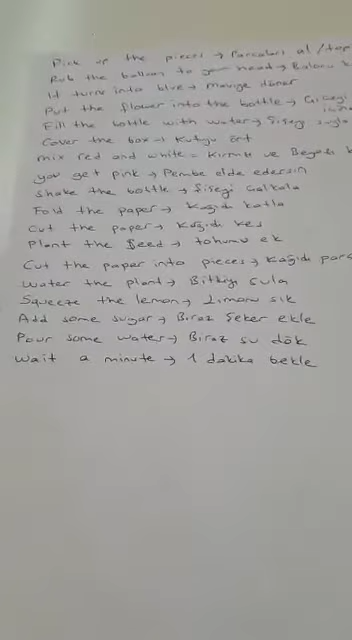 Pick up the pieces → Parçaları al / top
Rub the balloon to your head → Balonu k
It turns into blue → maviye döner
Put the flower into the bottle → Çiçeği
Fill the bottle with water → Şişeyi suyla
Cover the box → Kutuyu ört
mix red and white = Kırmızı ve Beyazı k
you get pink → Pembe elde edersin
Shake the bottle → Şişeyi Çalkala
Fold the paper → Kağıdı katla
Cut the paper → Kağıdı kes
Plant the Seed → tohumu ek
Cut the paper into pieces → Kağıdı parç
Water the plant → Bitkiyi sula
Squeeze the lemon → Limonu sık
Add some sugar → Biraz Şeker ekle
Pour some water → Biraz su dök
Wait a minute → 1 dakika bekle